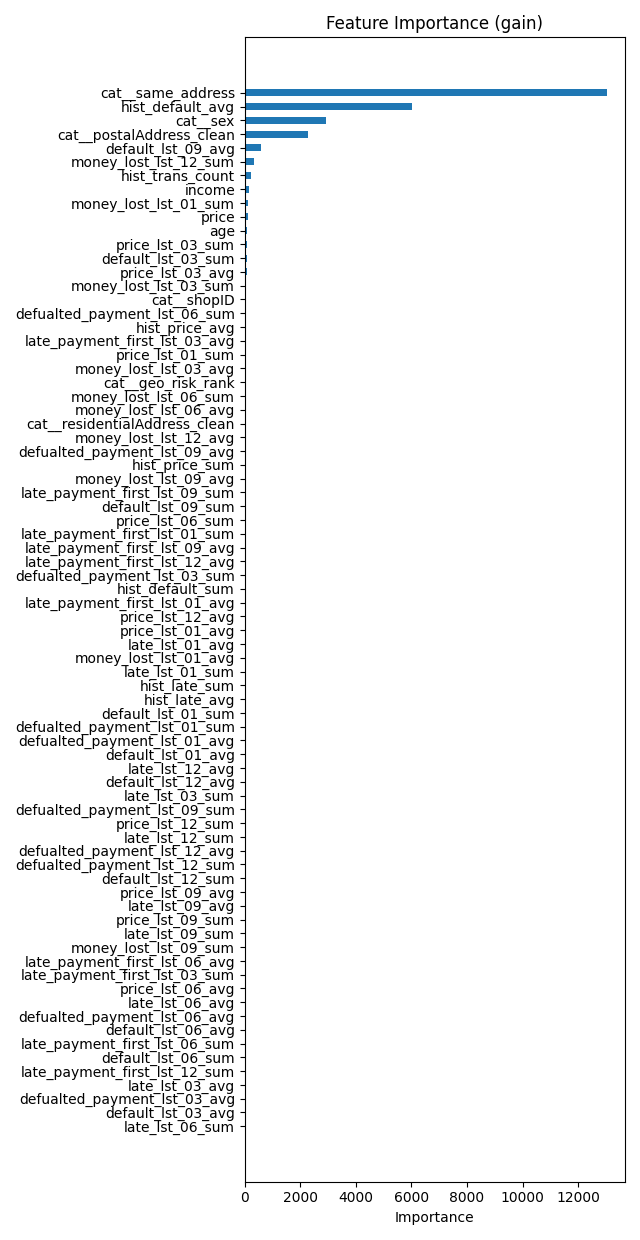 Feature Importance (gain)
cat__same_address
hist_default_avg
cat__sex
cat__postalAddress_clean
default_lst_09_avg
money_lost_lst_12_sum
hist_trans_count
income
money_lost_lst_01_sum
price
age
price_lst_03_sum
default_lst_03_sum
price_lst_03_avg
money_lost_lst_03_sum
cat__shopID
defualted_payment_lst_06_sum
hist_price_avg
late_payment_first_lst_03_avg
price_lst_01_sum
money_lost_lst_03_avg
cat__geo_risk_rank
money_lost_lst_06_sum
money_lost_lst_06_avg
cat__residentialAddress_clean
money_lost_lst_12_avg
defualted_payment_lst_09_avg
hist_price_sum
money_lost_lst_09_avg
late_payment_first_lst_09_sum
default_lst_09_sum
price_lst_06_sum
late_payment_first_lst_01_sum
late_payment_first_lst_09_avg
late_payment_first_lst_12_avg
defualted_payment_lst_03_sum
hist_default_sum
late_payment_first_lst_01_avg
price_lst_12_avg
price_lst_01_avg
late_lst_01_avg
money_lost_lst_01_avg
late_lst_01_sum
hist_late_sum
hist_late_avg
default_lst_01_sum
defualted_payment_lst_01_sum
defualted_payment_lst_01_avg
default_lst_01_avg
late_lst_12_avg
default_lst_12_avg
late_lst_03_sum
defualted_payment_lst_09_sum
price_lst_12_sum
late_lst_12_sum
defualted_payment_lst_12_avg
defualted_payment_lst_12_sum
default_lst_12_sum
price_lst_09_avg
late_lst_09_avg
price_lst_09_sum
late_lst_09_sum
money_lost_lst_09_sum
late_payment_first_lst_06_avg
late_payment_first_lst_03_sum
price_lst_06_avg
late_lst_06_avg
defualted_payment_lst_06_avg
default_lst_06_avg
late_payment_first_lst_06_sum
default_lst_06_sum
late_payment_first_lst_12_sum
late_lst_03_avg
defualted_payment_lst_03_avg
default_lst_03_avg
late_lst_06_sum
0 2000 4000 6000 8000 10000 12000
Importance